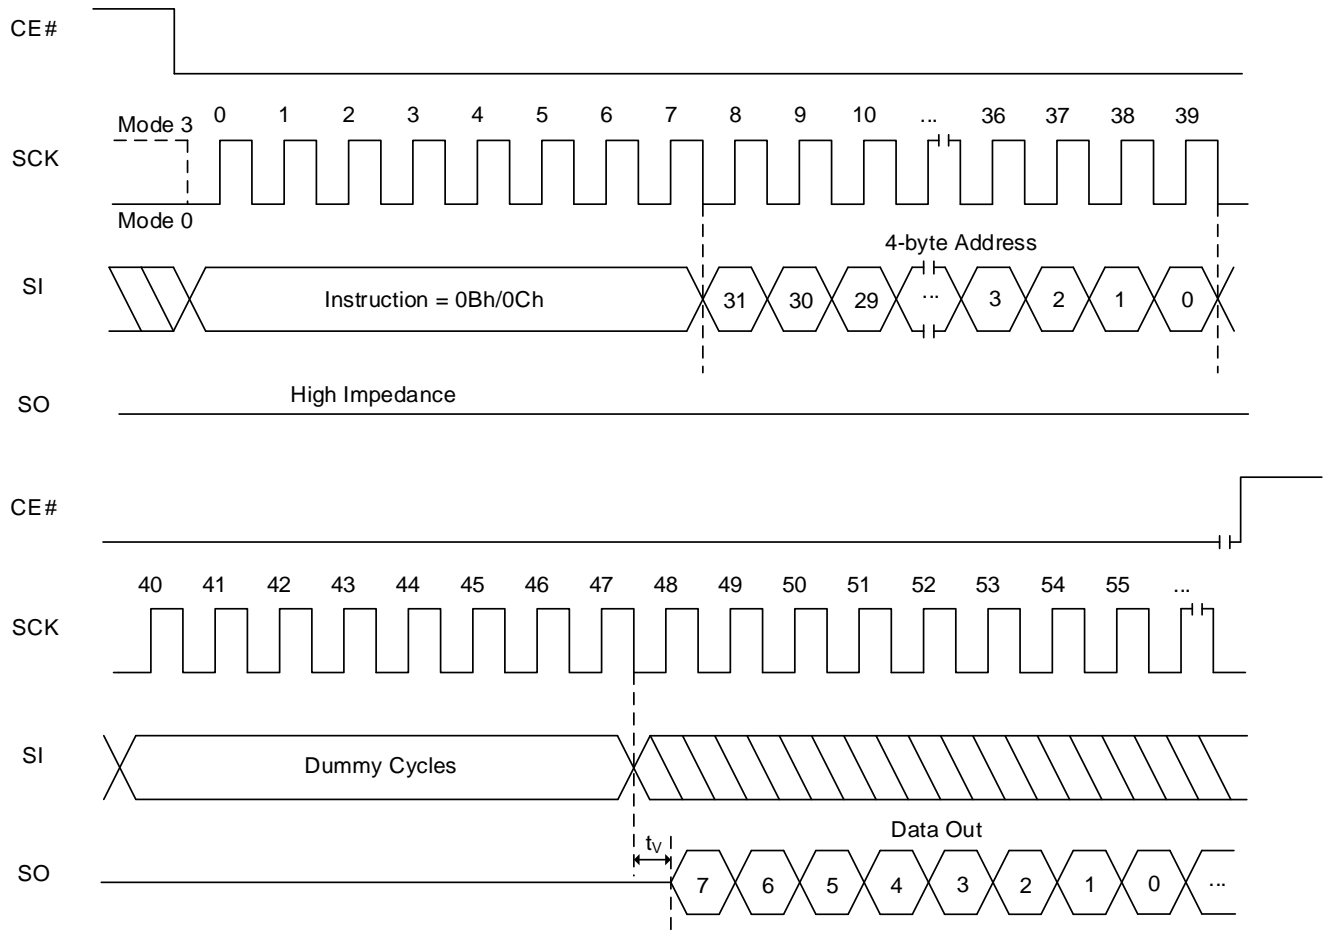 CE#
Mode 3 0 1 2 3 4 5 6 7 8 9 10 ... 36 37 38 39
SCK
Mode 0
4-byte Address
SI Instruction = 0Bh/0Ch 31 30 29 ... 3 2 1 0
High Impedance
SO
CE#
40 41 42 43 44 45 46 47 48 49 50 51 52 53 54 55 ...
SCK
SI Dummy Cycles
Data Out
tV
SO 7 6 5 4 3 2 1 0 ...